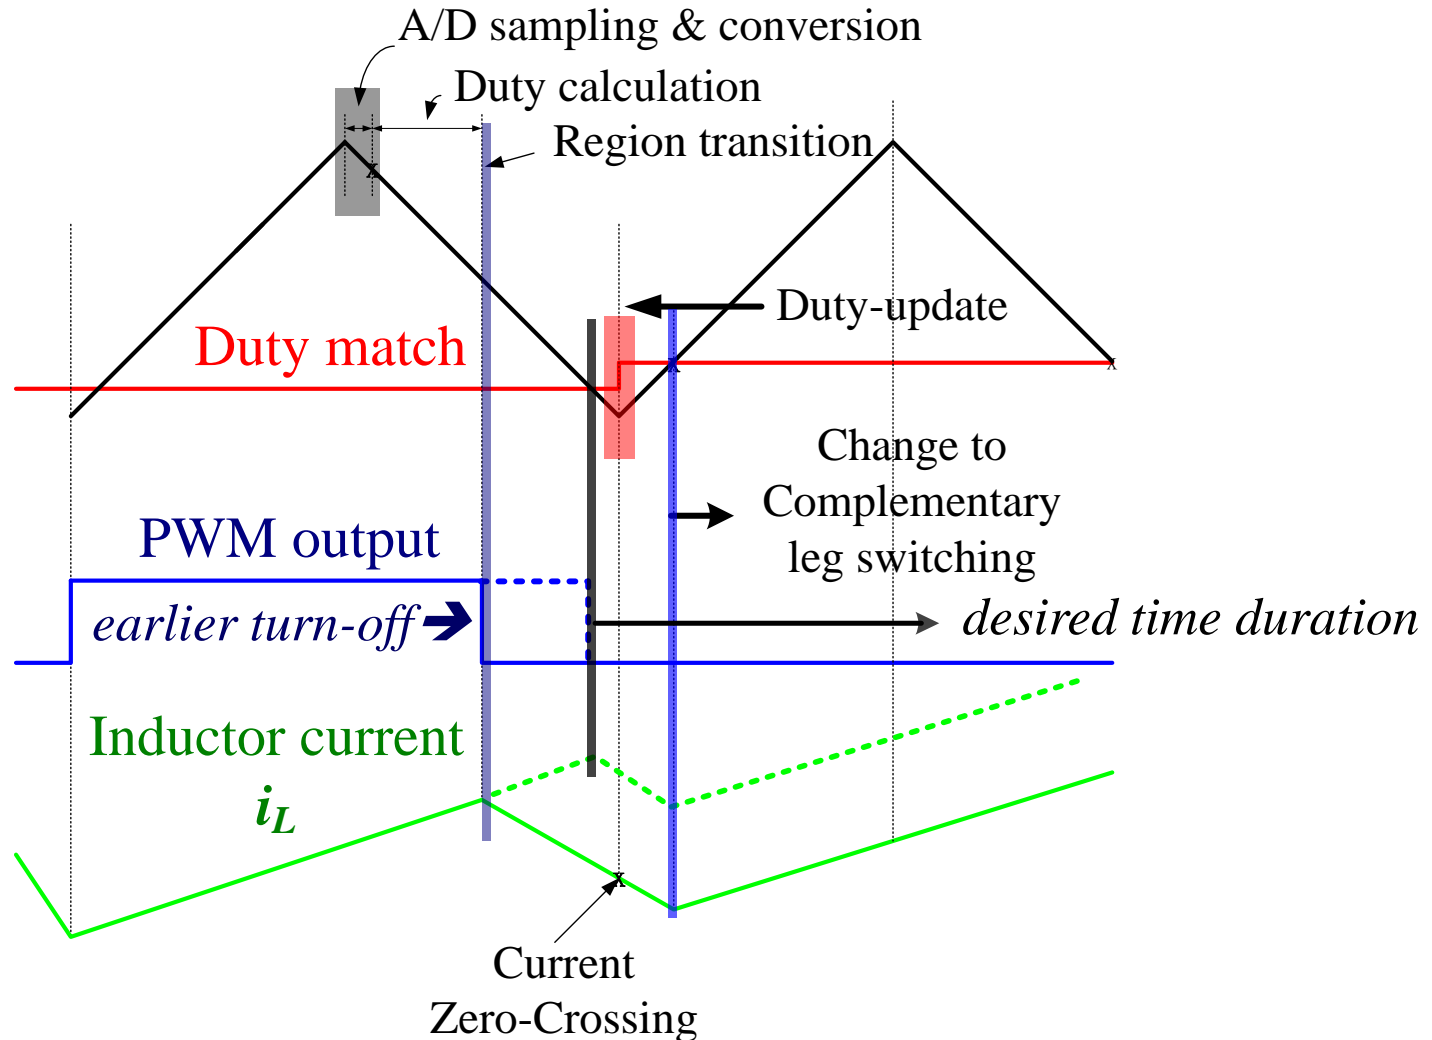 A/D sampling & conversion
Duty calculation
Region transition
x
Duty-update
Duty match
x
x
Change to
Complementary
leg switching
PWM output
earlier turn-off
desired time duration
Inductor current
iL
x
Current
Zero-Crossing